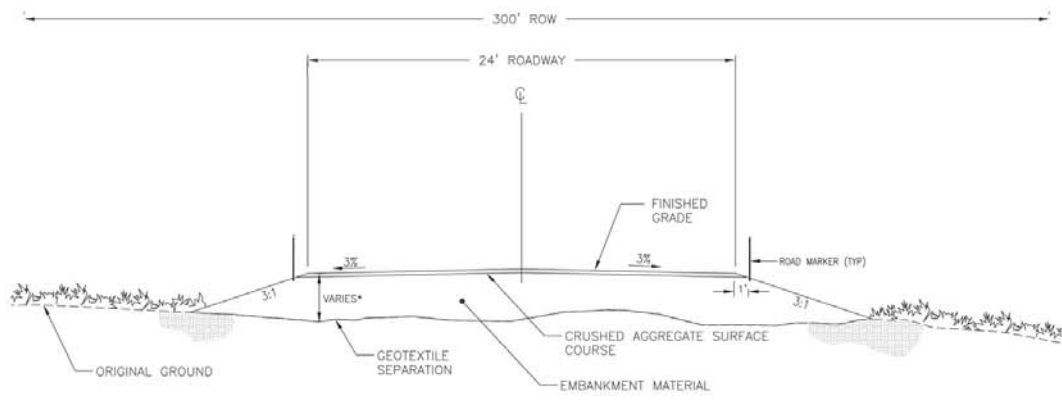 300' ROW
24' ROADWAY
℄
FINISHED
GRADE
3%
3%
ROAD MARKER (TYP)
3:1
VARIES*
1'
3:1
CRUSHED AGGREGATE SURFACE
COURSE
GEOTEXTILE
SEPARATION
ORIGINAL GROUND
EMBANKMENT MATERIAL